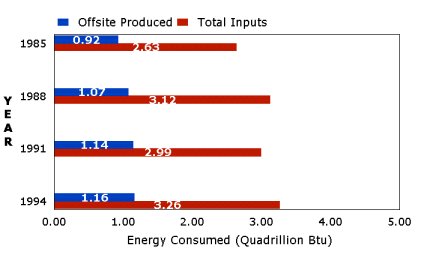 Offsite Produced Total Inputs
1985 0.92
2.63
1988 1.07
3.12
1991 1.14
2.99
1994 1.16
3.26
YEAR
0.00 1.00 2.00 3.00 4.00 5.00
Energy Consumed (Quadrillion Btu)